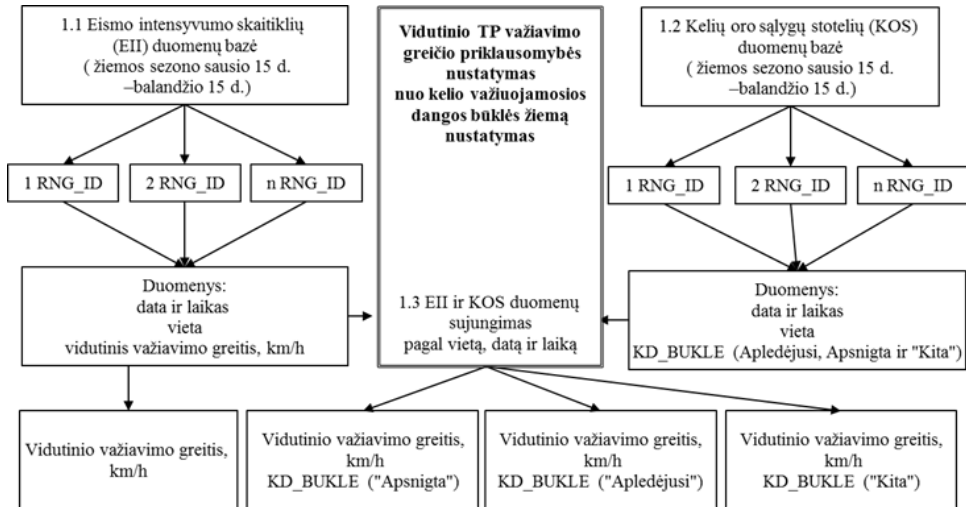 1.1 Eismo intensyvumo skaitiklių
(EII) duomenų bazė
( žiemos sezono sausio 15 d.
–balandžio 15 d.)
1 RNG_ID
2 RNG_ID
n RNG_ID
Duomenys:
data ir laikas
vieta
vidutinis važiavimo greitis, km/h
Vidutinio TP važiavimo
greičio priklausomybės
nustatymas
nuo kelio važiuojamosios
dangos būklės žiemą
nustatymas
1.3 EII ir KOS duomenų
sujungimas
pagal vietą, datą ir laiką
1.2 Kelių oro sąlygų stotelių (KOS)
duomenų bazė
( žiemos sezono sausio 15 d.
–balandžio 15 d.)
1 RNG_ID
2 RNG_ID
n RNG_ID
Duomenys:
data ir laikas
vieta
KD_BUKLE (Apledėjusi, Apsnigta ir "Kita")
Vidutinio važiavimo greitis,
km/h
Vidutinio važiavimo greitis,
km/h
KD_BUKLE ("Apsnigta")
Vidutinio važiavimo greitis,
km/h
KD_BUKLE ("Apledėjusi")
Vidutinio važiavimo greitis,
km/h
KD_BUKLE ("Kita")